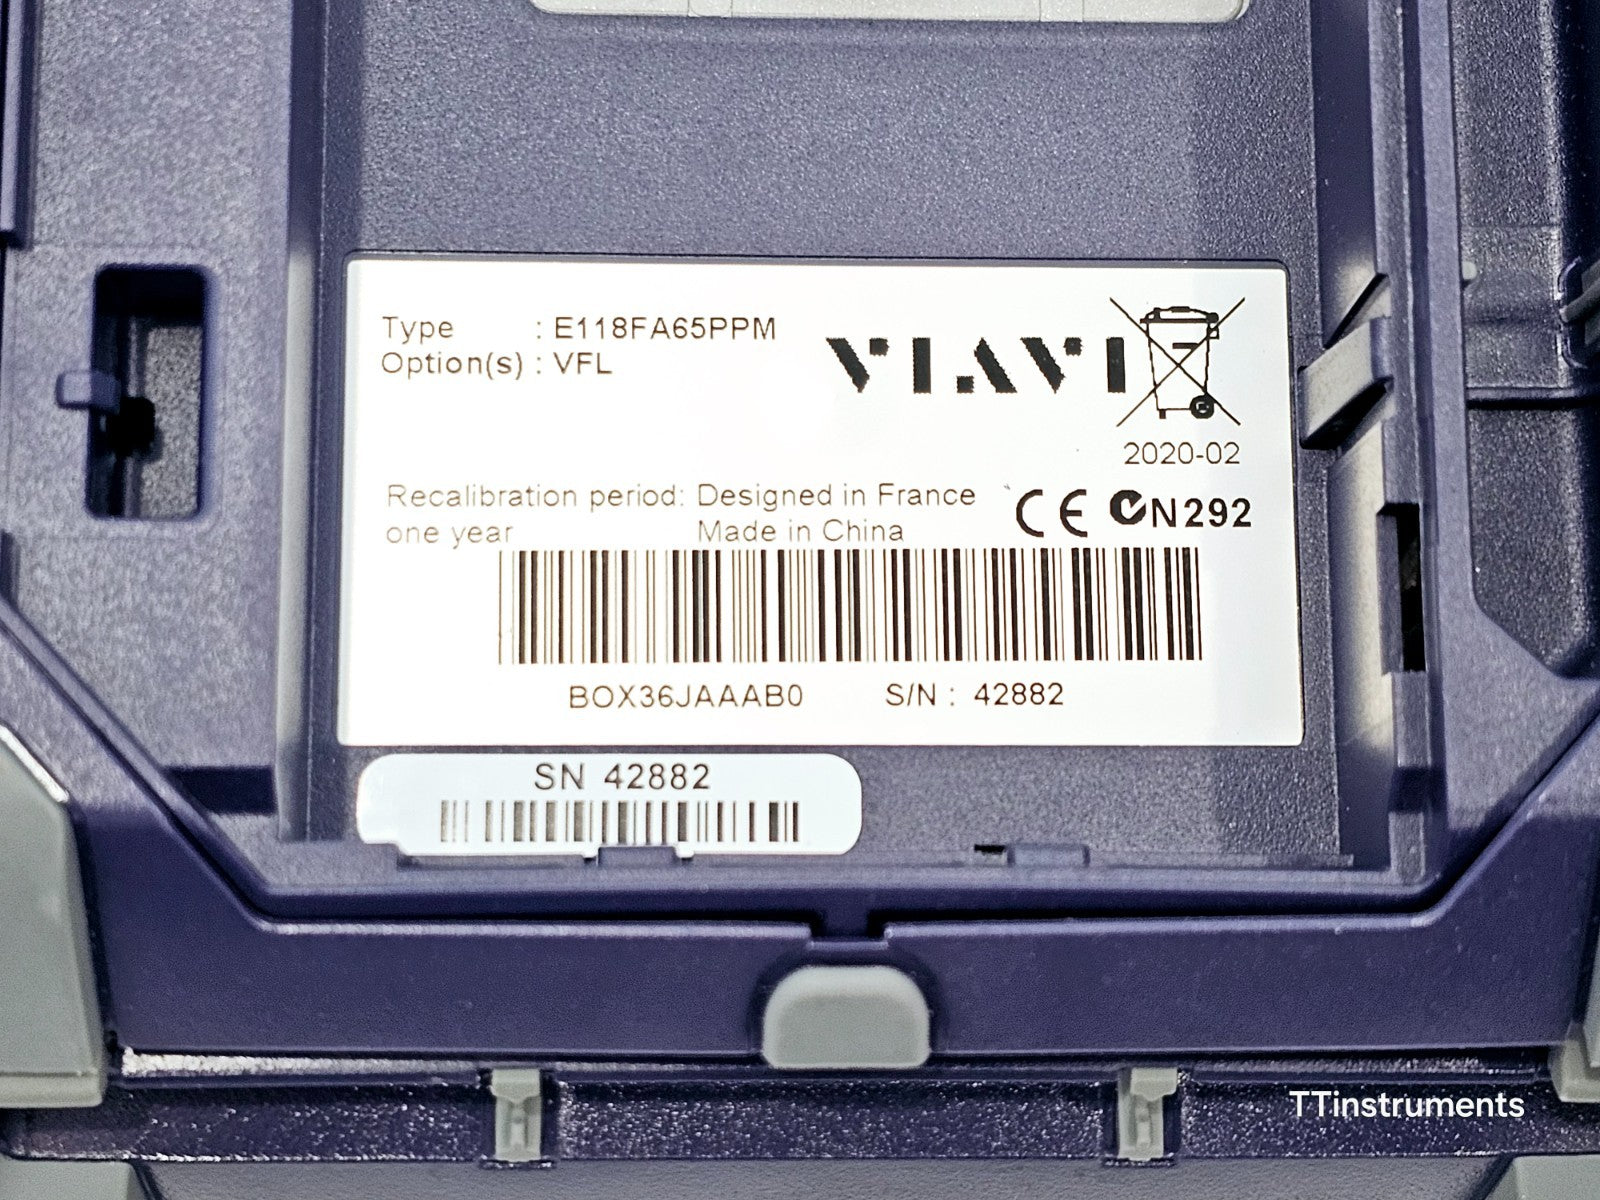 Type : E118FA65PPM
Option(s) : VFL
VIAVI
2020-02
Recalibration period: Designed in France
one year Made in China
CE N292
BOX36JAAAB0 S/N : 42882
SN 42882
TTinstruments